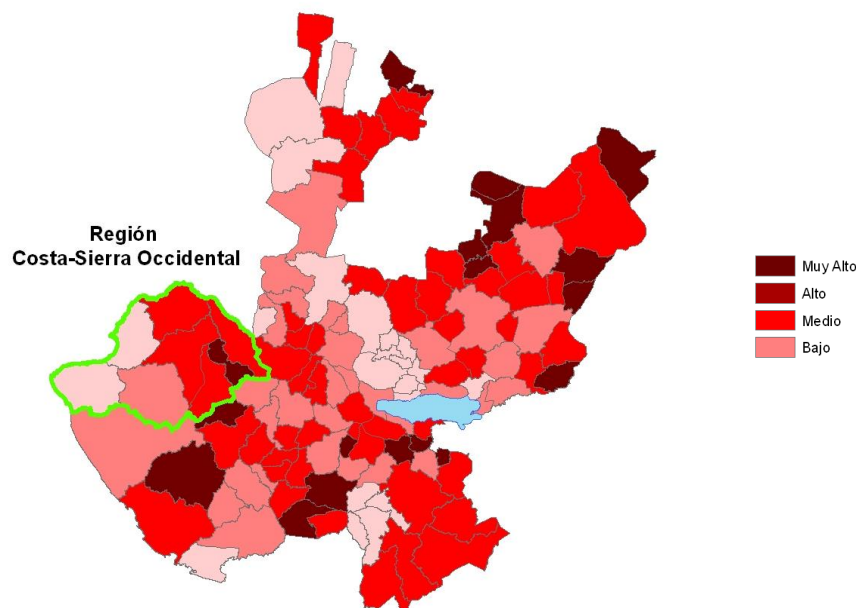 Región
Costa-Sierra Occidental
Muy Alto
Alto
Medio
Bajo